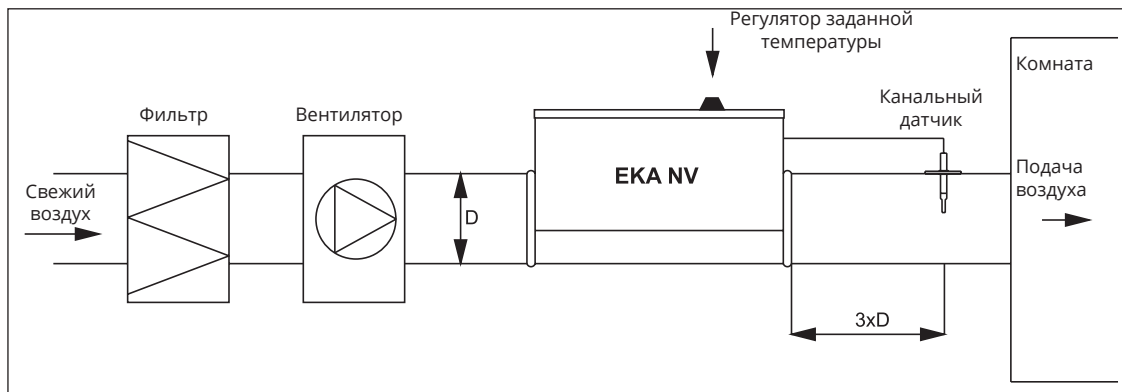 Регулятор заданной
температуры
Комната
Фильтр
Вентилятор
Канальный
датчик
EKA NV
Свежий
воздух
D
Подача
воздуха
3xD